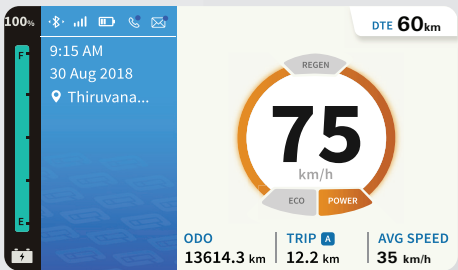 100%
F
E
9:15 AM
30 Aug 2018
Thiruvana...
DTE 60km
REGEN
75
km/h
ECO
POWER
ODO
13614.3 km
TRIP A
12.2 km
AVG SPEED
35 km/h